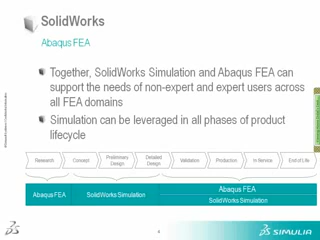 SolidWorks
Abaqus FEA
Together, SolidWorks Simulation and Abaqus FEA can
support the needs of non-expert and expert users across
all FEA domains
Simulation can be leveraged in all phases of product
lifecycle
Research
Concept
Preliminary
Design
Detailed
Design
Validation
Production
In Service
End of Life
Abaqus FEA
SolidWorks Simulation
Abaqus FEA
SolidWorks Simulation
SIMULIA